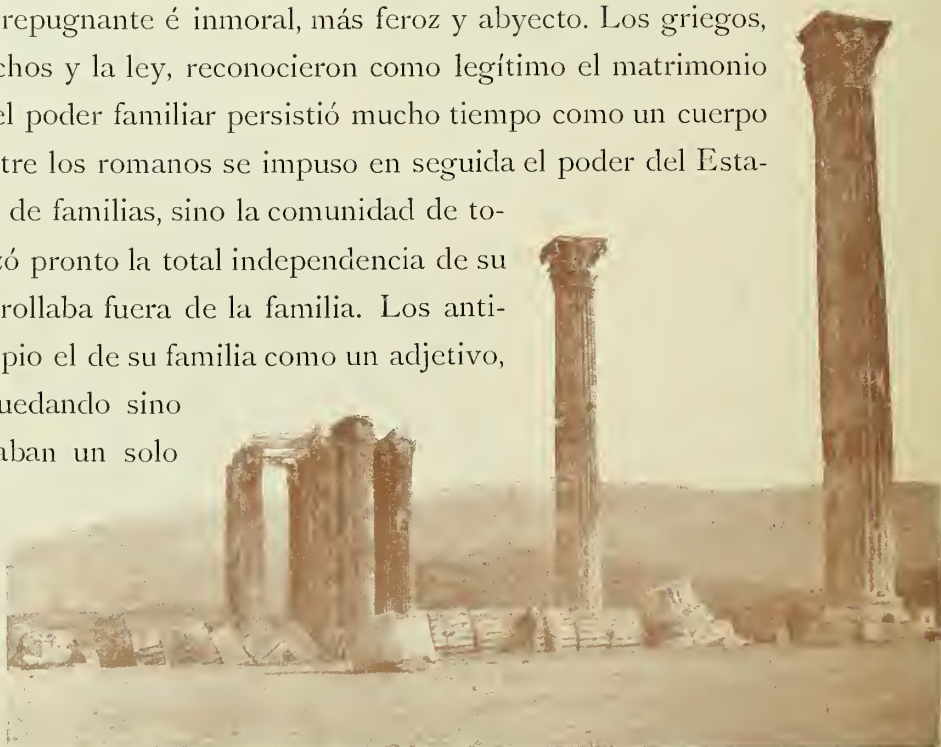 repugnante é inmoral, más feroz y abyecto. Los griegos,
chos y la ley, reconocieron como legítimo el matrimonio
el poder familiar persistió mucho tiempo como un cuerpo
tre los romanos se impuso en seguida el poder del Esta-
de familias, sino la comunidad de to-
zó pronto la total independencia de su
rollaba fuera de la familia. Los anti-
pio el de su familia como un adjetivo,
uedando sino
aban un solo